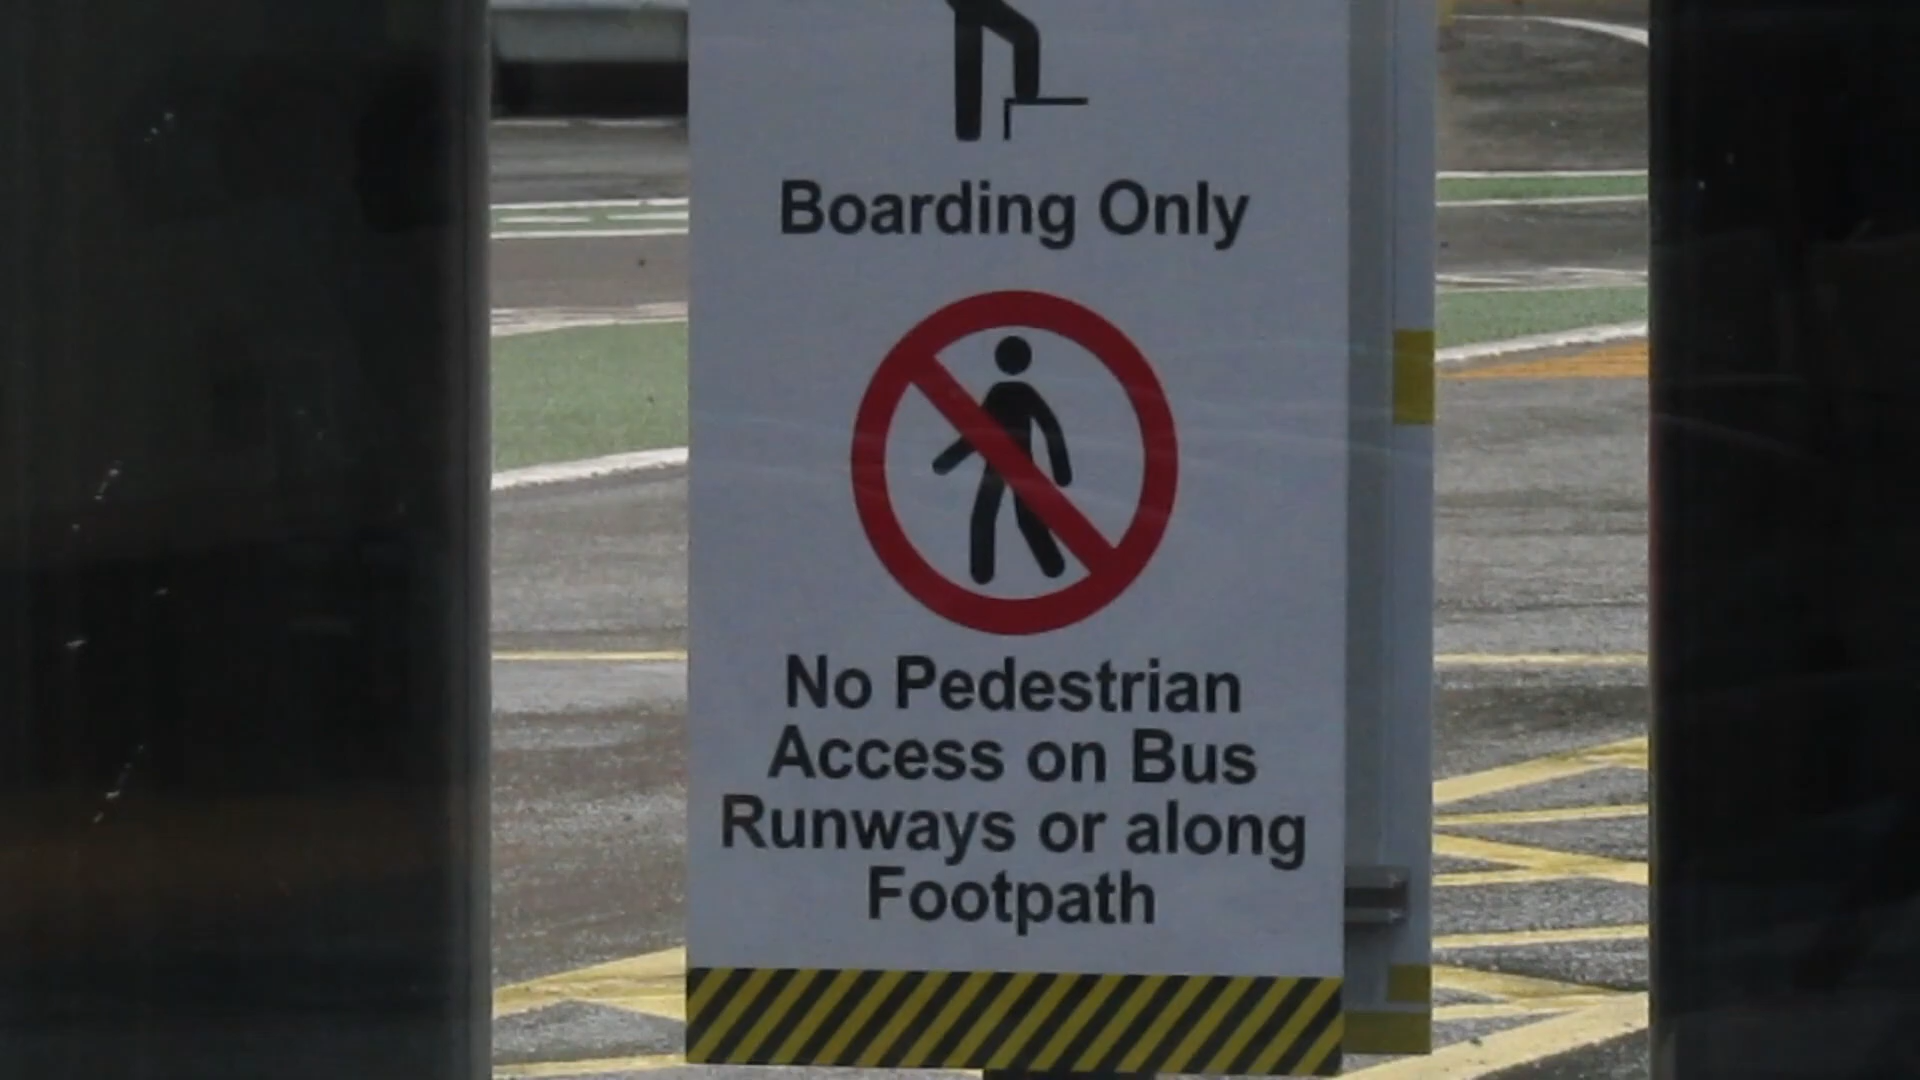 Boarding Only
No Pedestrian
Access on Bus
Runways or along
Footpath